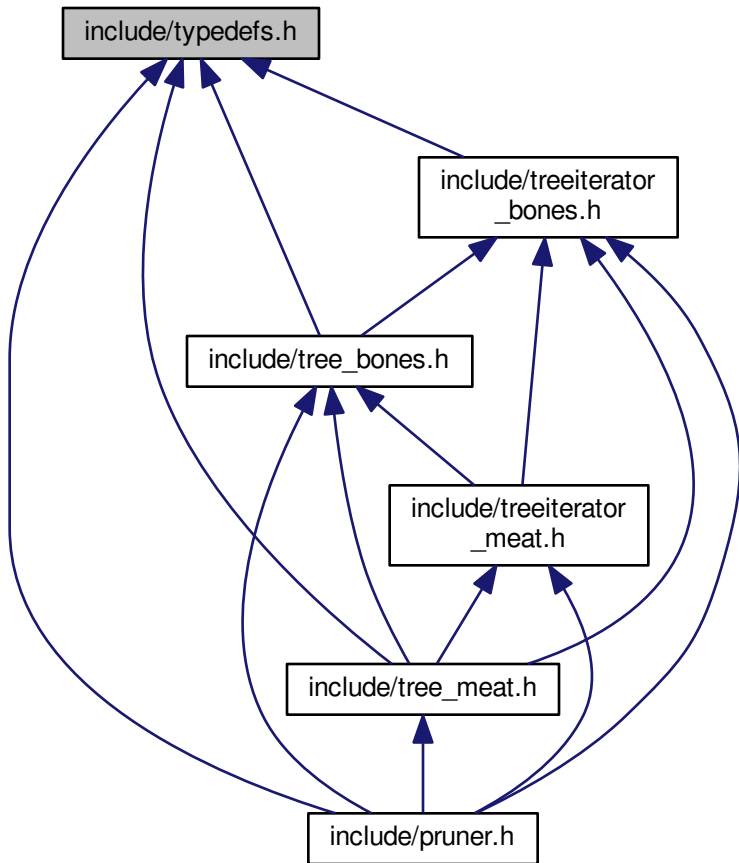 include/typedefs.h
include/treeiterator
_bones.h
include/tree_bones.h
include/treeiterator
_meat.h
include/tree_meat.h
include/pruner.h